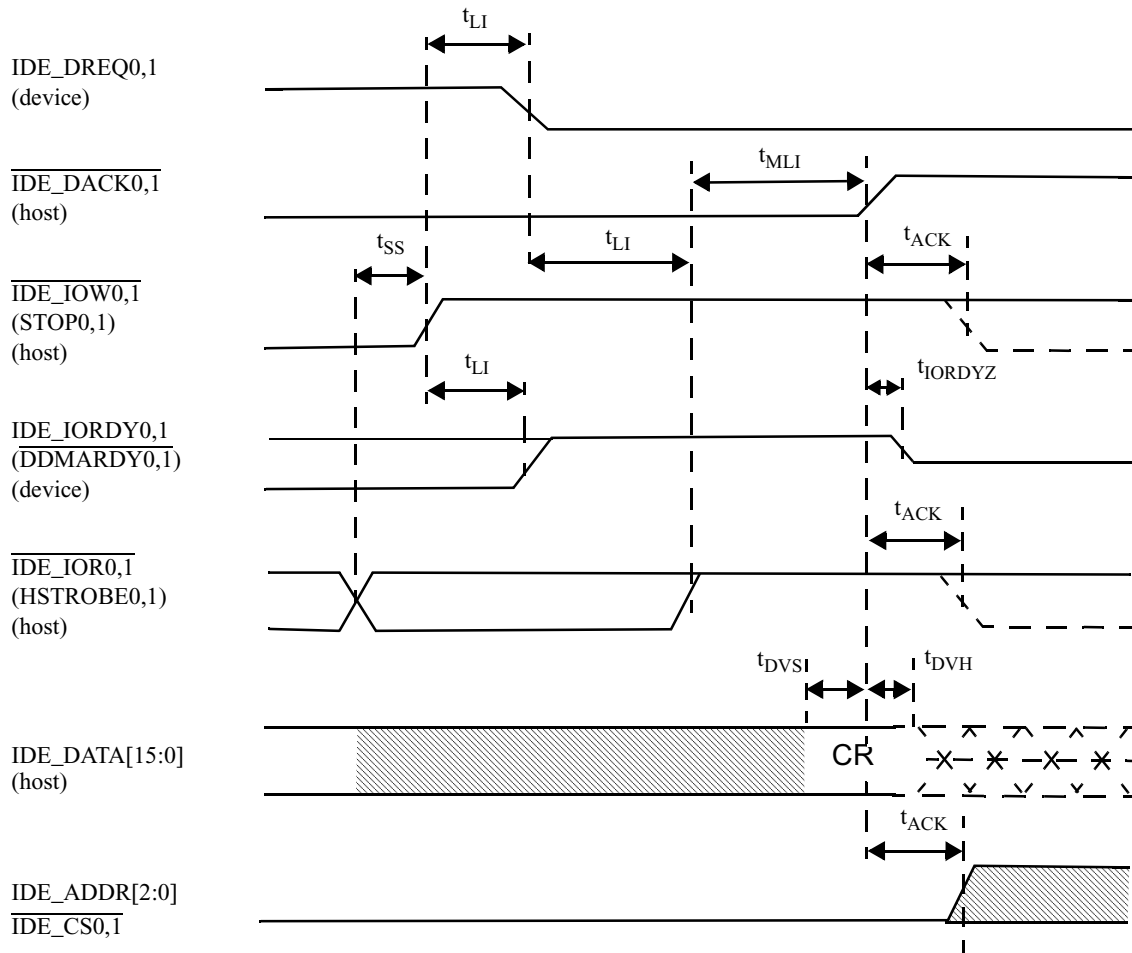 tLI
IDE_DREQ0,1
(device)
tMLI
IDE_DACK0,1
(host)
tSS
tLI
tACK
IDE_IOW0,1
(STOP0,1)
(host)
tLI
tIORDYZ
IDE_IORDY0,1
(DDMARDY0,1)
(device)
tACK
IDE_IOR0,1
(HSTROBE0,1)
(host)
tDVS
tDVH
IDE_DATA[15:0]
(host)
CR
tACK
IDE_ADDR[2:0]
IDE_CS0,1